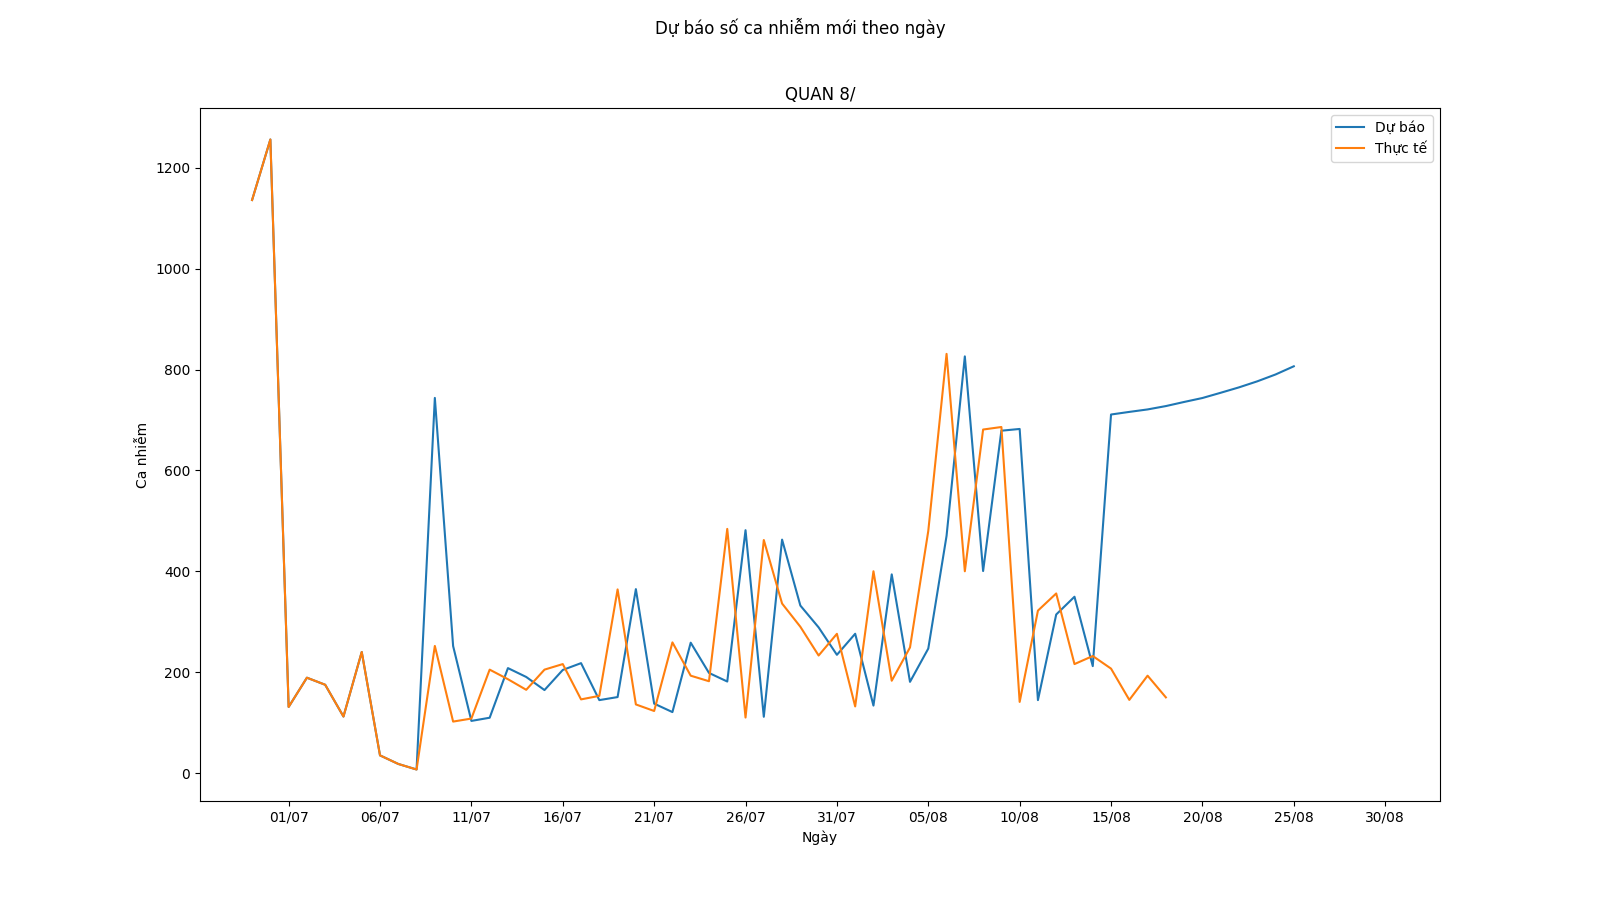 Dự báo số ca nhiễm mới theo ngày
QUAN 8/
Dự báo
Thực tế
1200
1000
800
600
400
200
0
Ca nhiễm
01/07 06/07 11/07 16/07 21/07 26/07 31/07 05/08 10/08 15/08 20/08 25/08 30/08
Ngày